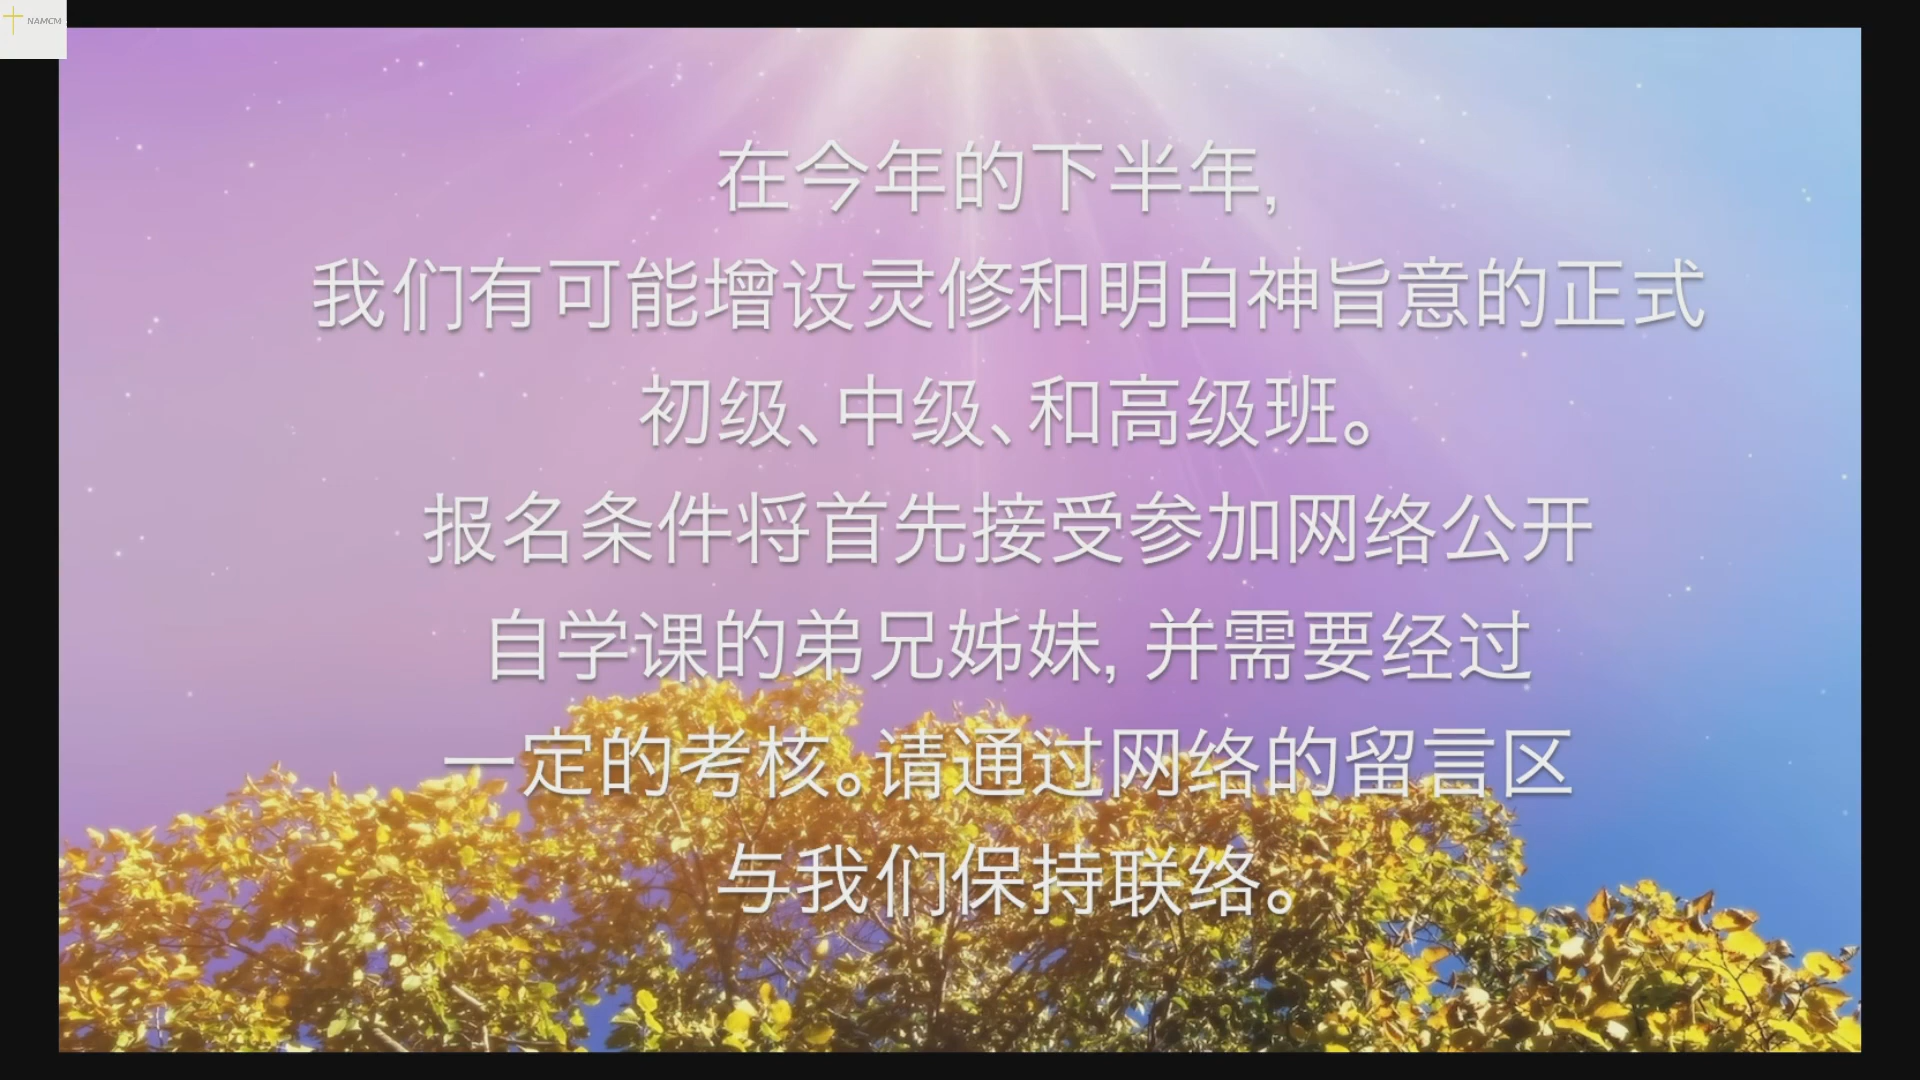 NAMCM
在今年的下半年,
我们有可能增设灵修和明白神旨意的正式
初级、中级、和高级班。
报名条件将首先接受参加网络公开
自学课的弟兄姊妹, 并需要经过
一定的考核。请通过网络的留言区
与我们保持联络。